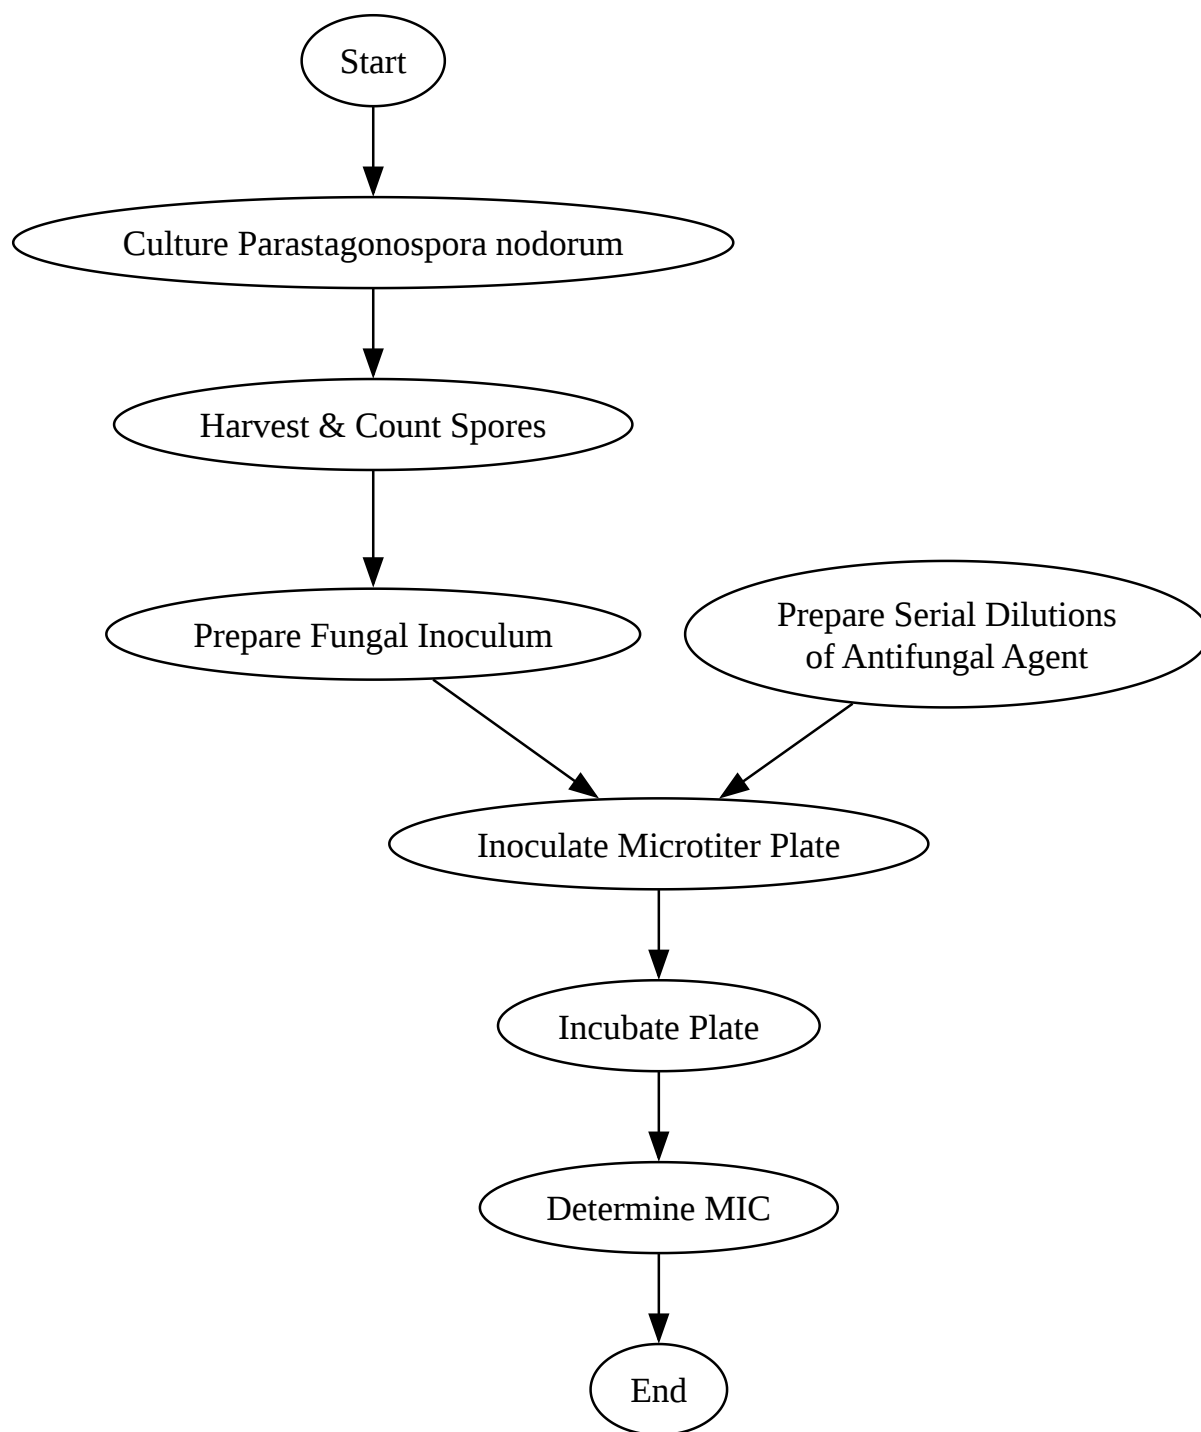 Start
Culture Parastagonospora nodorum
Harvest & Count Spores
Prepare Fungal Inoculum
Prepare Serial Dilutions
of Antifungal Agent
Inoculate Microtiter Plate
Incubate Plate
Determine MIC
End